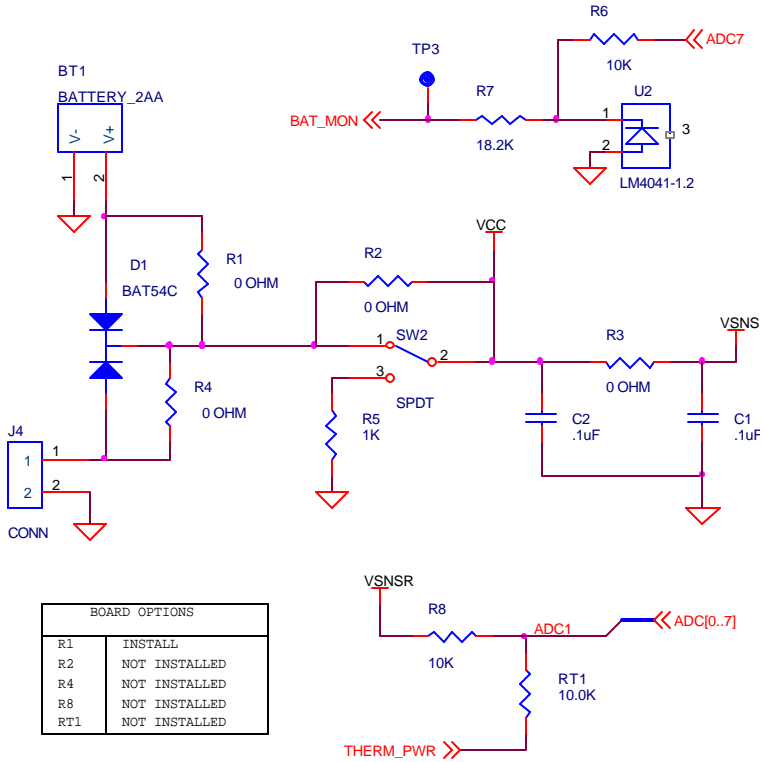 R6
ADC7
10K
TP3
BT1
BATTERY_2AA
V-
V+
1
2
R7
BAT_MON
18.2K
U2
1
2
3
LM4041-1.2
D1
BAT54C
R1
0 OHM
VCC
R2
0 OHM
SW2
1
2
3
SPDT
R3
0 OHM
VSNS
R4
0 OHM
R5
1K
C2
.1uF
C1
.1uF
J4
1
1
2
2
CONN
BOARD OPTIONS
R1 INSTALL
R2 NOT INSTALLED
R4 NOT INSTALLED
R8 NOT INSTALLED
RT1 NOT INSTALLED
VSNSR
R8
10K
ADC1
ADC[0..7]
RT1
10.0K
THERM_PWR